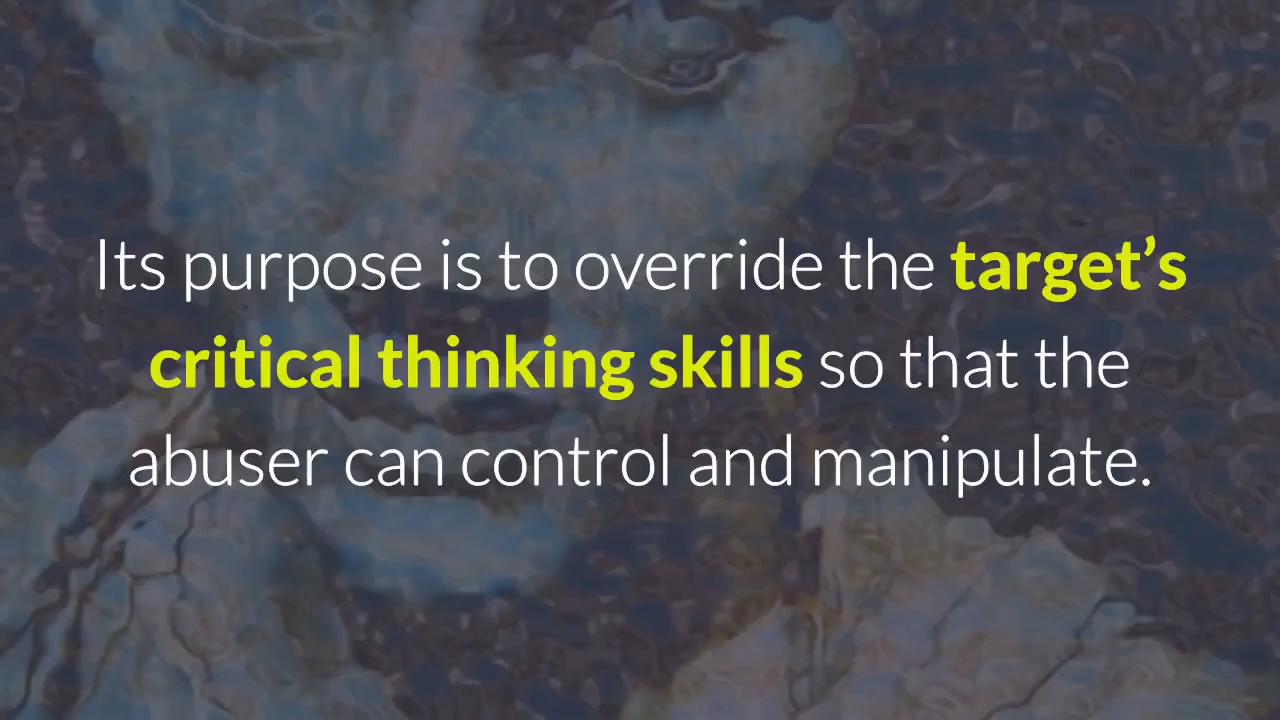 Its purpose is to override the target’s
critical thinking skills so that the
abuser can control and manipulate.